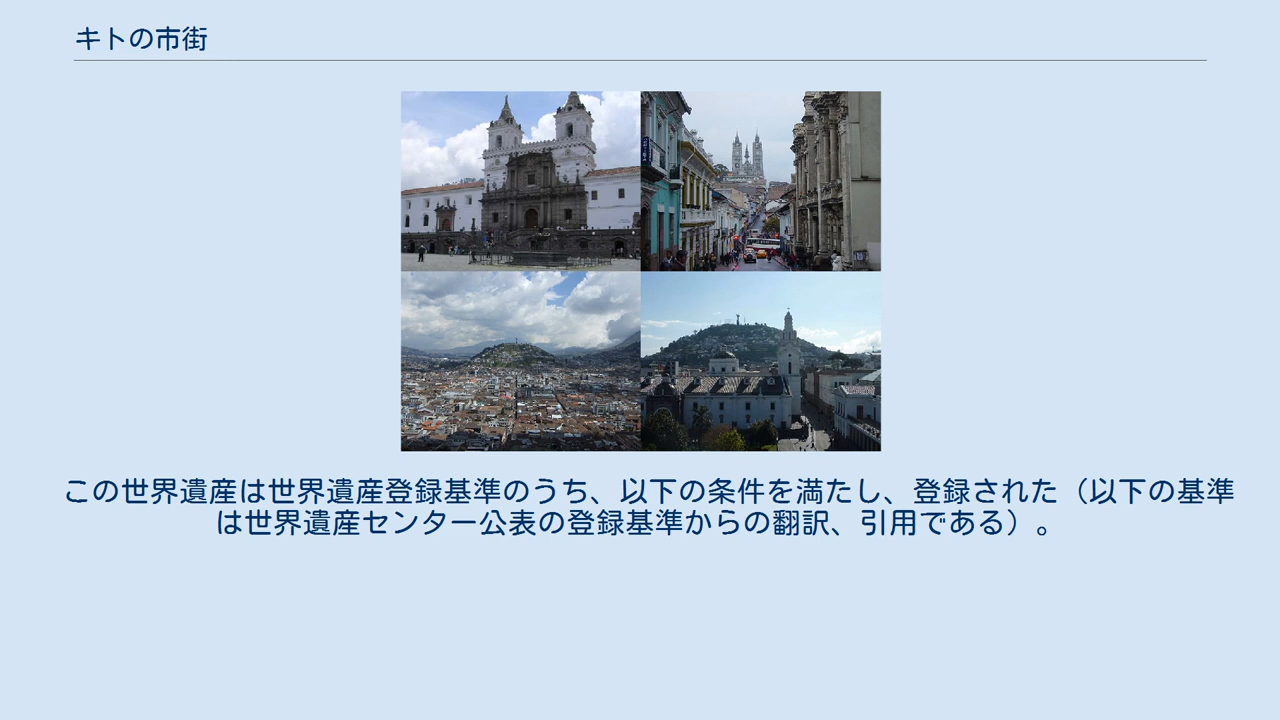 キトの市街
この世界遺産は世界遺産登録基準のうち、以下の条件を満たし、登録された（以下の基準
は世界遺産センター公表の登録基準からの翻訳、引用である）。